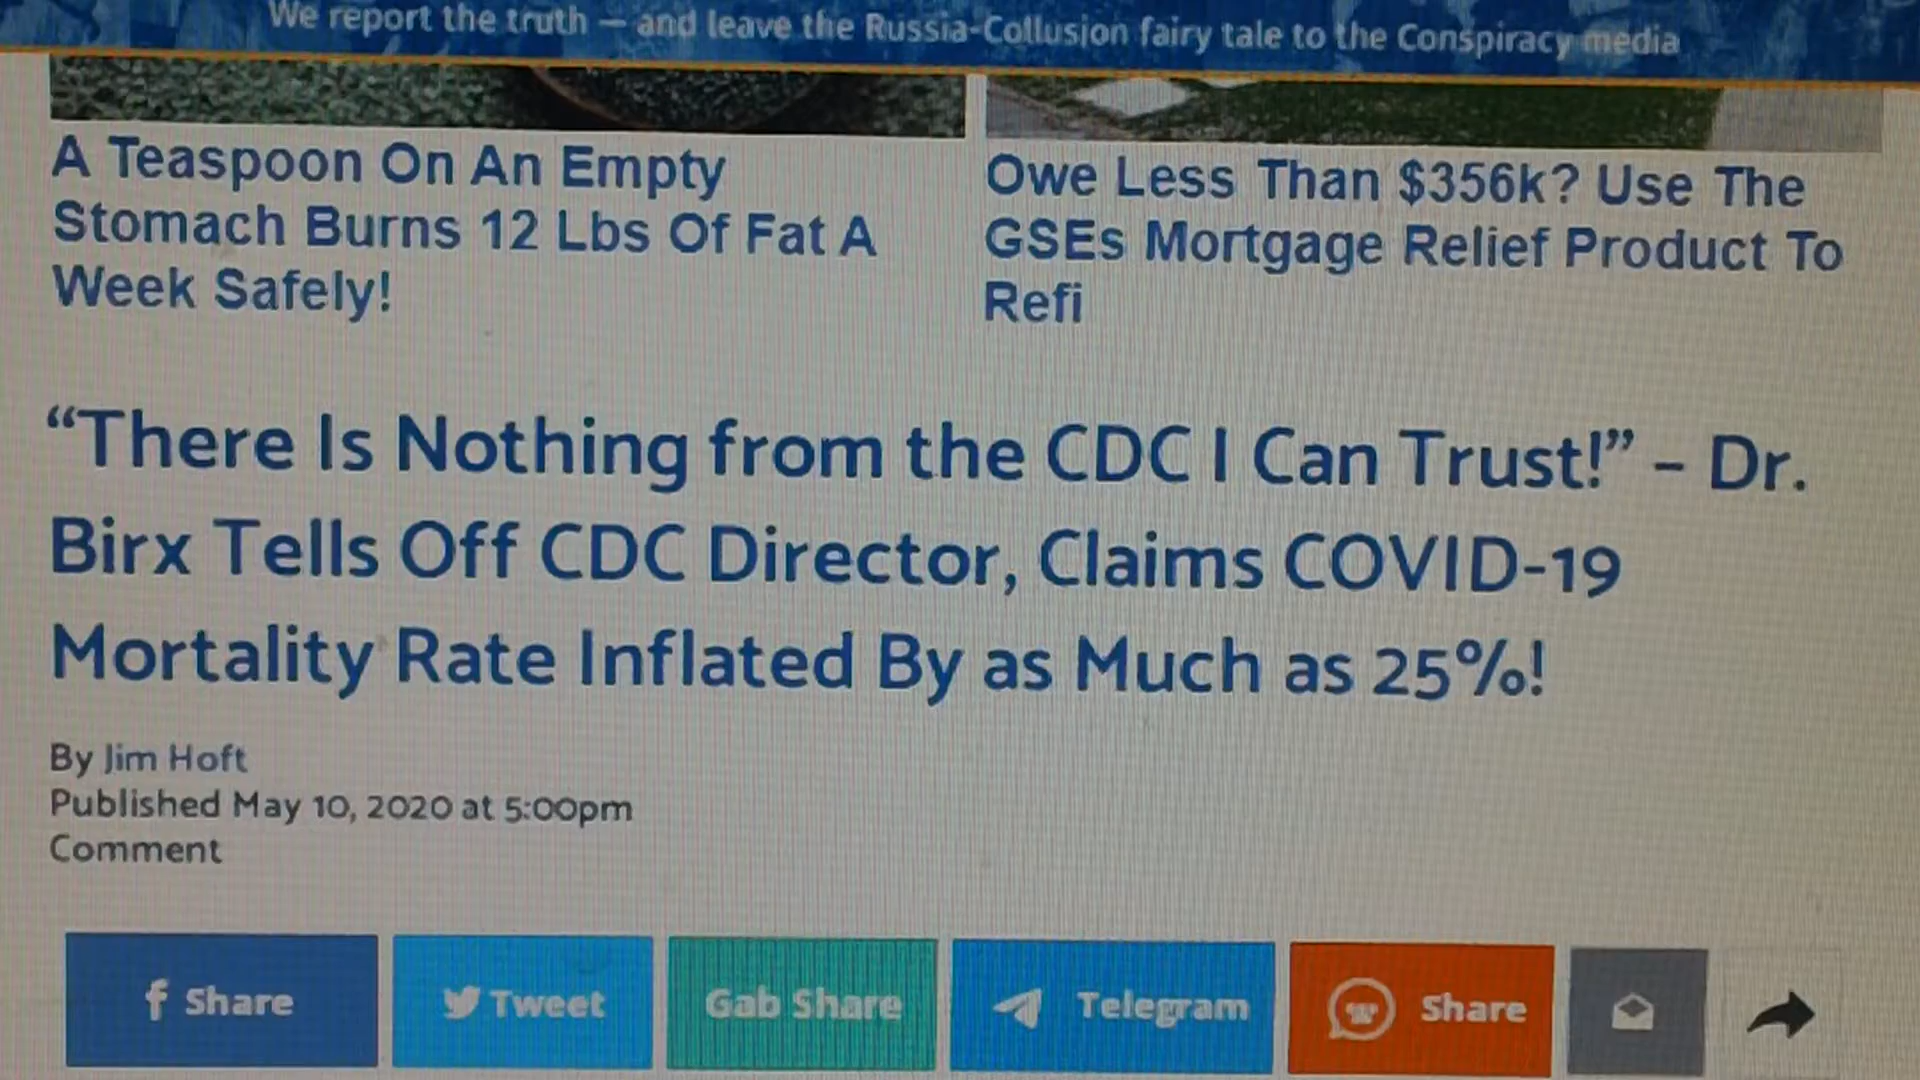 We report the truth — and leave the Russia-Collusion fairy tale to the Conspiracy media
A Teaspoon On An Empty
Stomach Burns 12 Lbs Of Fat A
Week Safely!
Owe Less Than $356k? Use The
GSEs Mortgage Relief Product To
Refi
“There Is Nothing from the CDC I Can Trust!” – Dr.
Birx Tells Off CDC Director, Claims COVID-19
Mortality Rate Inflated By as Much as 25%!
By Jim Hoft
Published May 10, 2020 at 5:00pm
Comment
Share
Tweet
Gab Share
Telegram
Share